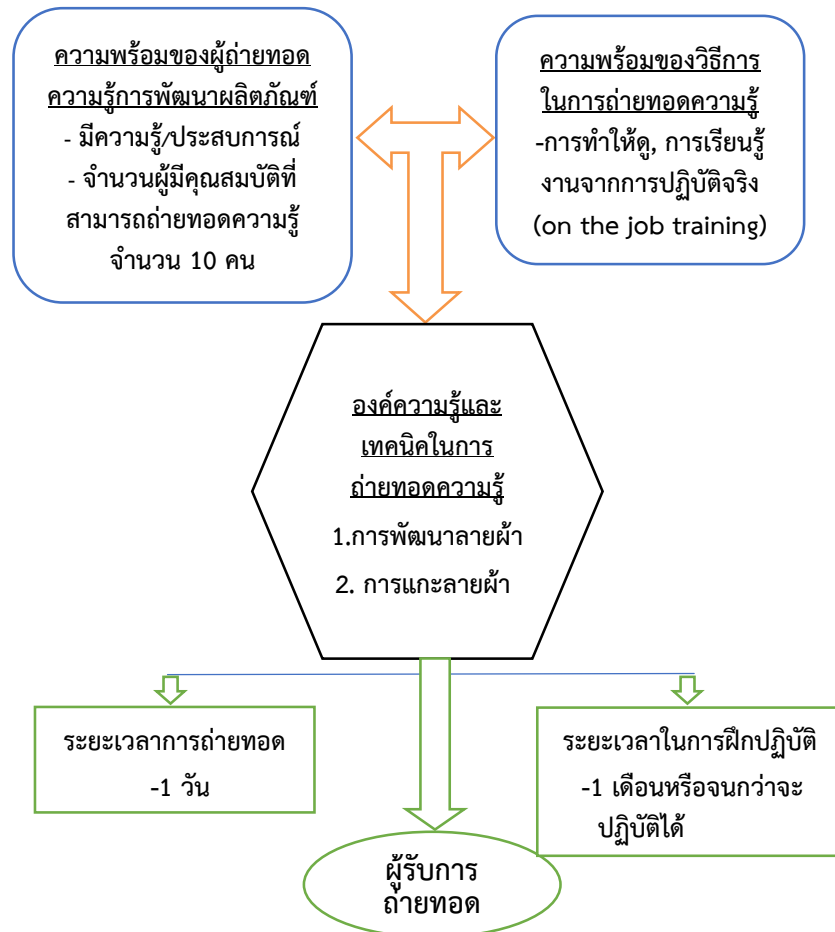 ความพร้อมของผู้ถ่ายทอด
ความรู้การพัฒนาผลิตภัณฑ์
- มีความรู้/ประสบการณ์
- จำนวนผู้มีคุณสมบัติที่
สามารถถ่ายทอดความรู้
จำนวน 10 คน
ความพร้อมของวิธีการ
ในการถ่ายทอดความรู้
-การทำให้ดู, การเรียนรู้
งานจากการปฏิบัติจริง
(on the job training)
องค์ความรู้และ
เทคนิคในการ
ถ่ายทอดความรู้
1.การพัฒนาลายผ้า
2. การแกะลายผ้า
ระยะเวลาการถ่ายทอด
-1 วัน
ระยะเวลาในการฝึกปฏิบัติ
-1 เดือนหรือจนกว่าจะ
ปฏิบัติได้
ผู้รับการ
ถ่ายทอด